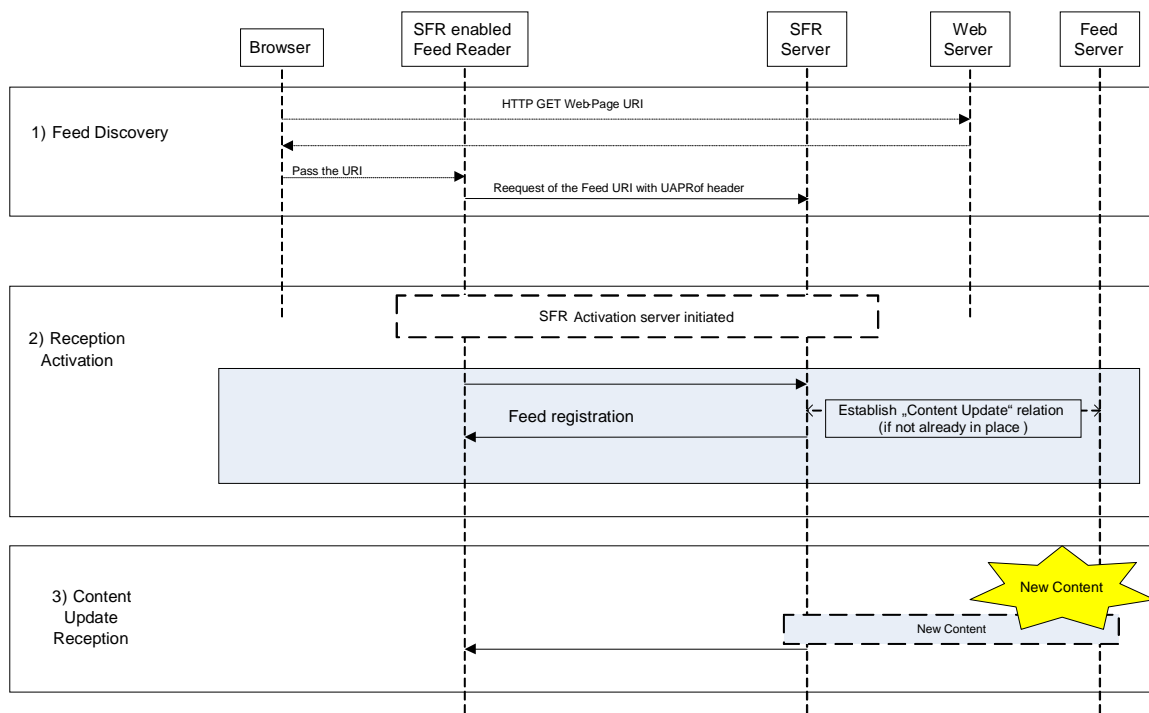 Browser
SFR enabled
Feed Reader
SFR
Server
Web
Server
Feed
Server
1) Feed Discovery
HTTP GET Web-Page URI
Pass the URI
Reequest of the Feed URI with UAPRof header
2) Reception
Activation
SFR Activation server initiated
Feed registration
Establish „Content Update“ relation
(if not already in place )
3) Content
Update
Reception
New Content
New Content